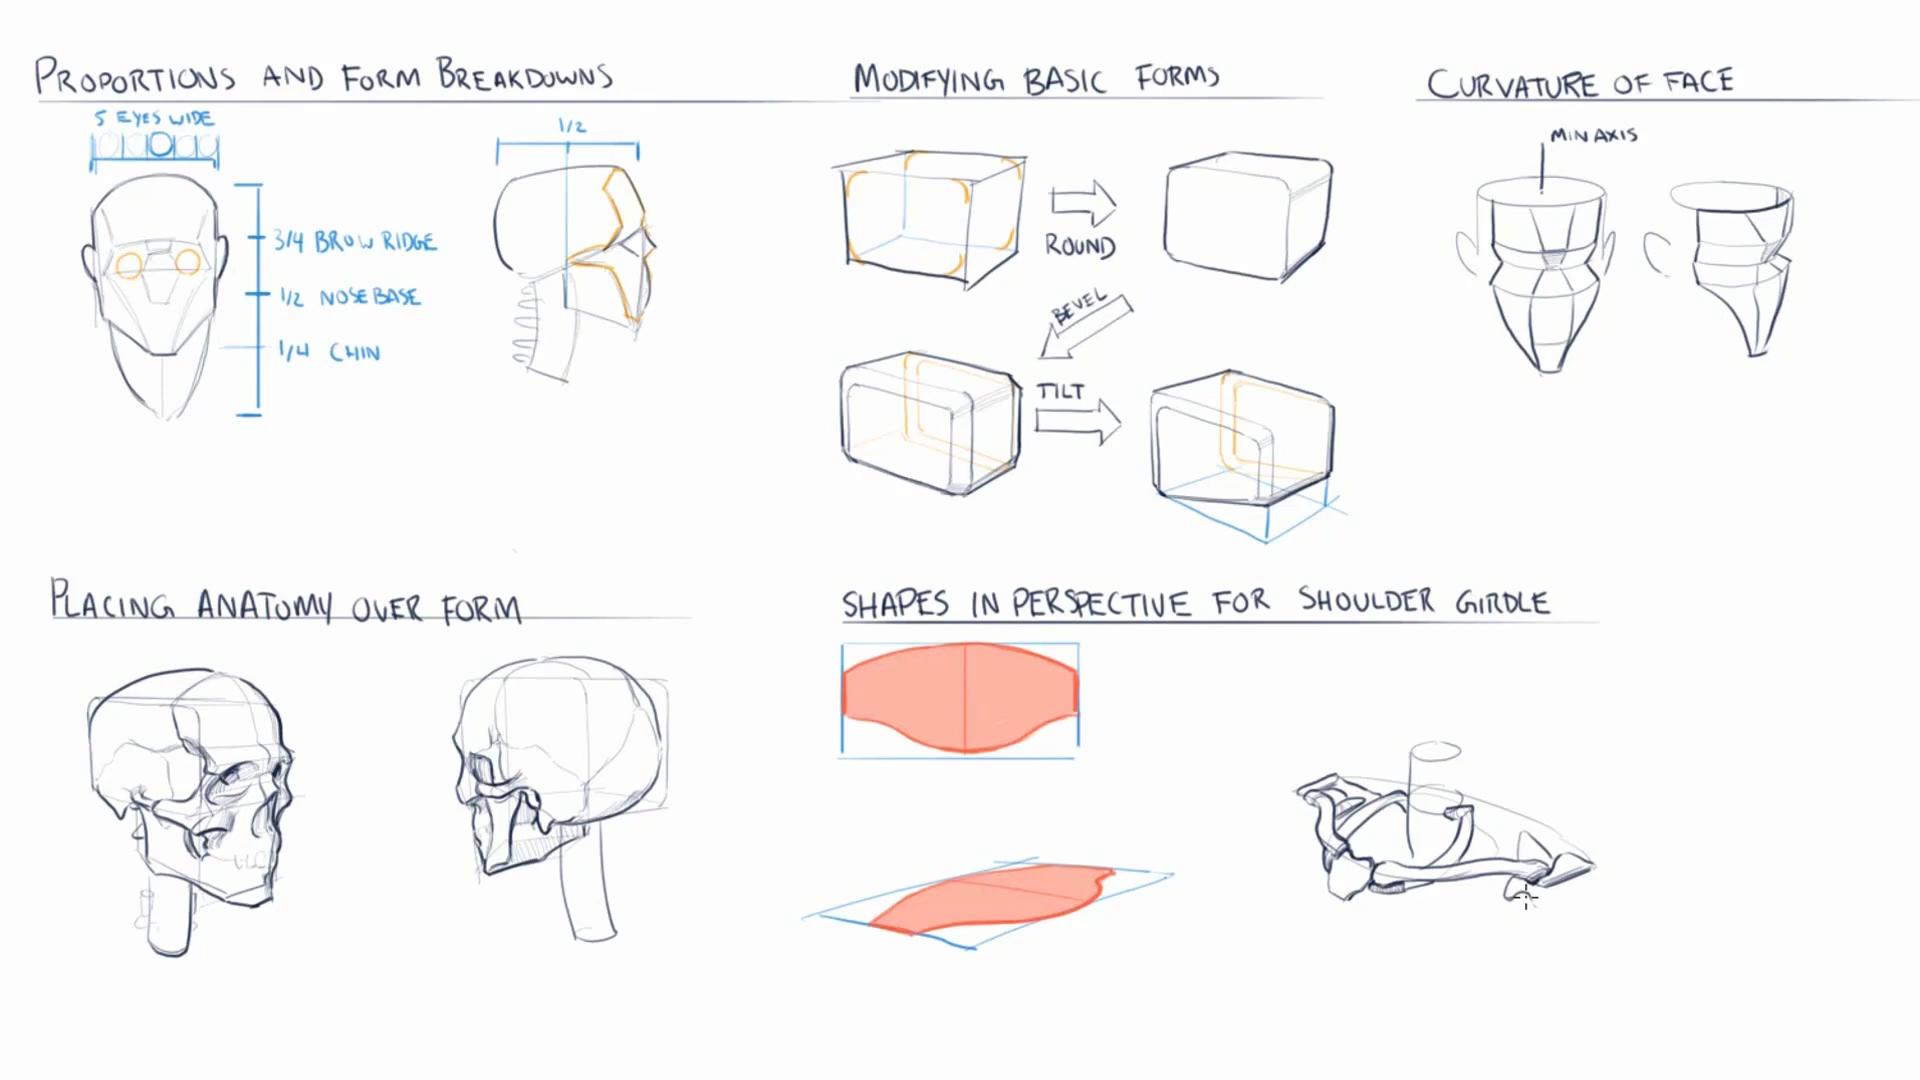 PROPORTIONS AND FORM BREAKDOWNS
5 EYES WIDE
1/2
3/4 BROW RIDGE
1/2 NOSE BASE
1/4 CHIN
MODIFYING BASIC FORMS
ROUND
BEVEL
TILT
CURVATURE OF FACE
MIN AXIS
PLACING ANATOMY OVER FORM
SHAPES IN PERSPECTIVE FOR SHOULDER GIRDLE